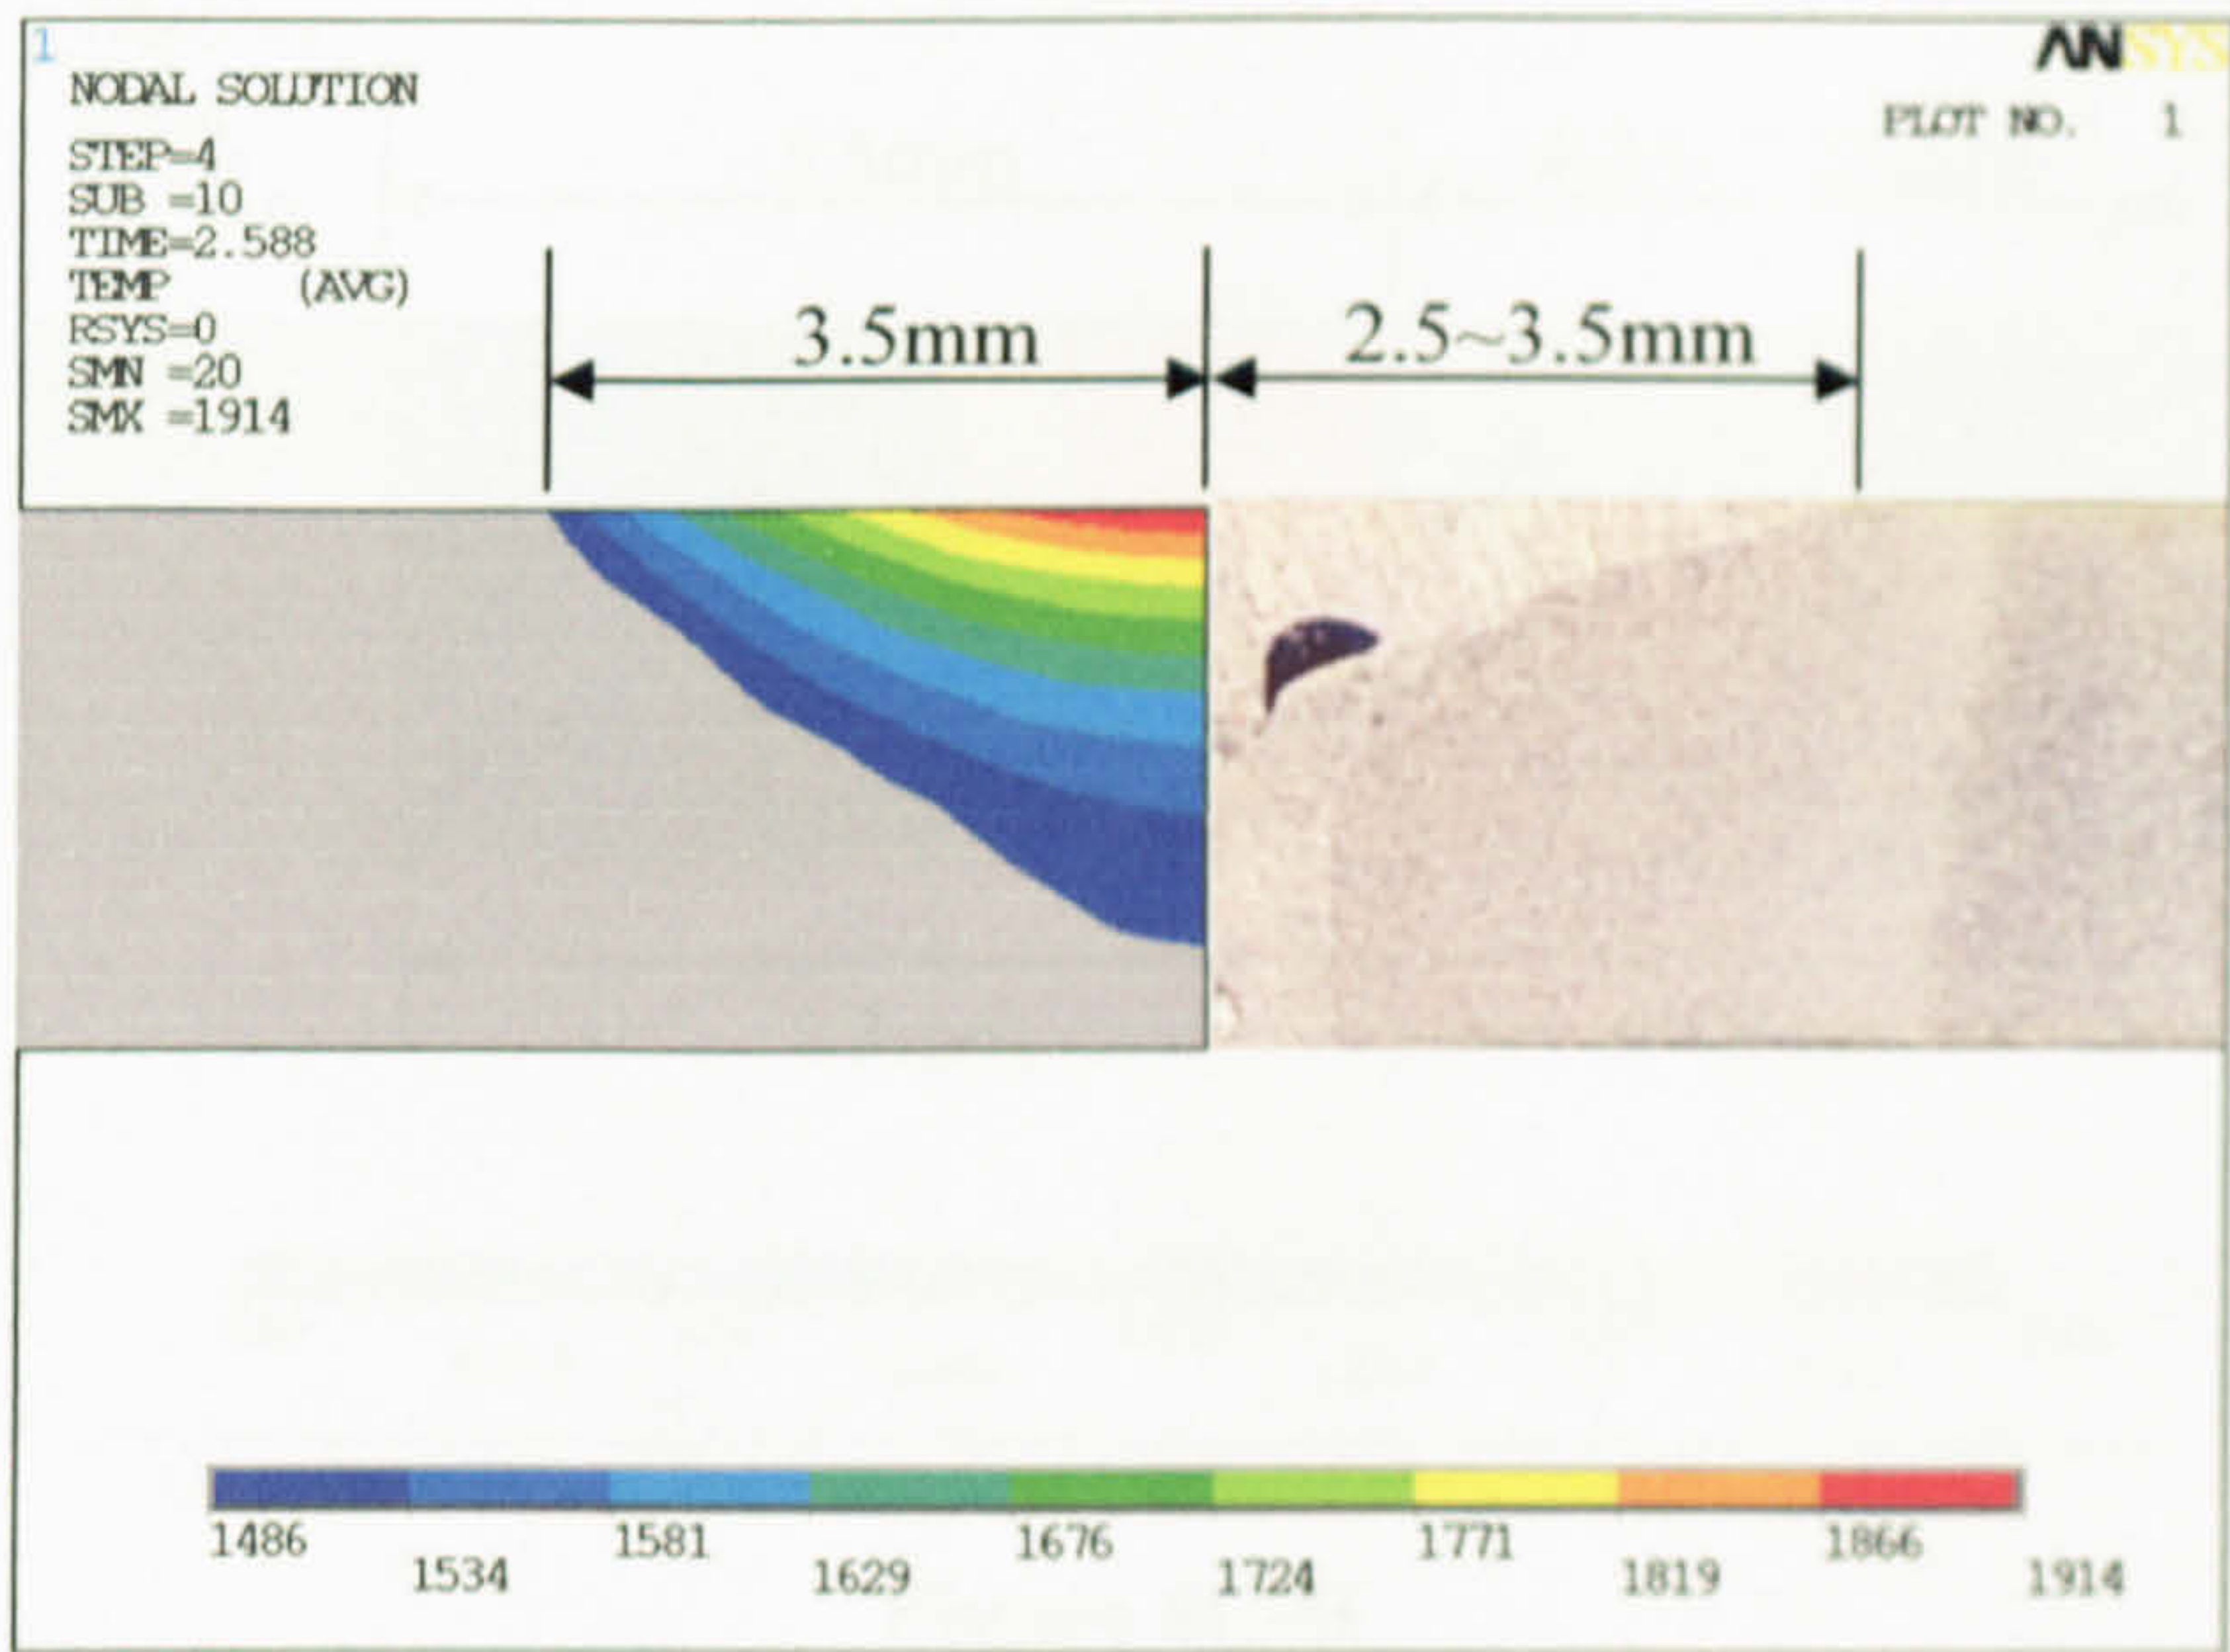 1
ANSYS
NODAL SOLUTION
PLOT NO. 1
STEP=4
SUB =10
TIME=2.588
TEMP (AVG)
RSYS=0
SMN =20
SMX =1914
3.5mm
2.5~3.5mm
1486
1534
1581
1629
1676
1724
1771
1819
1866
1914